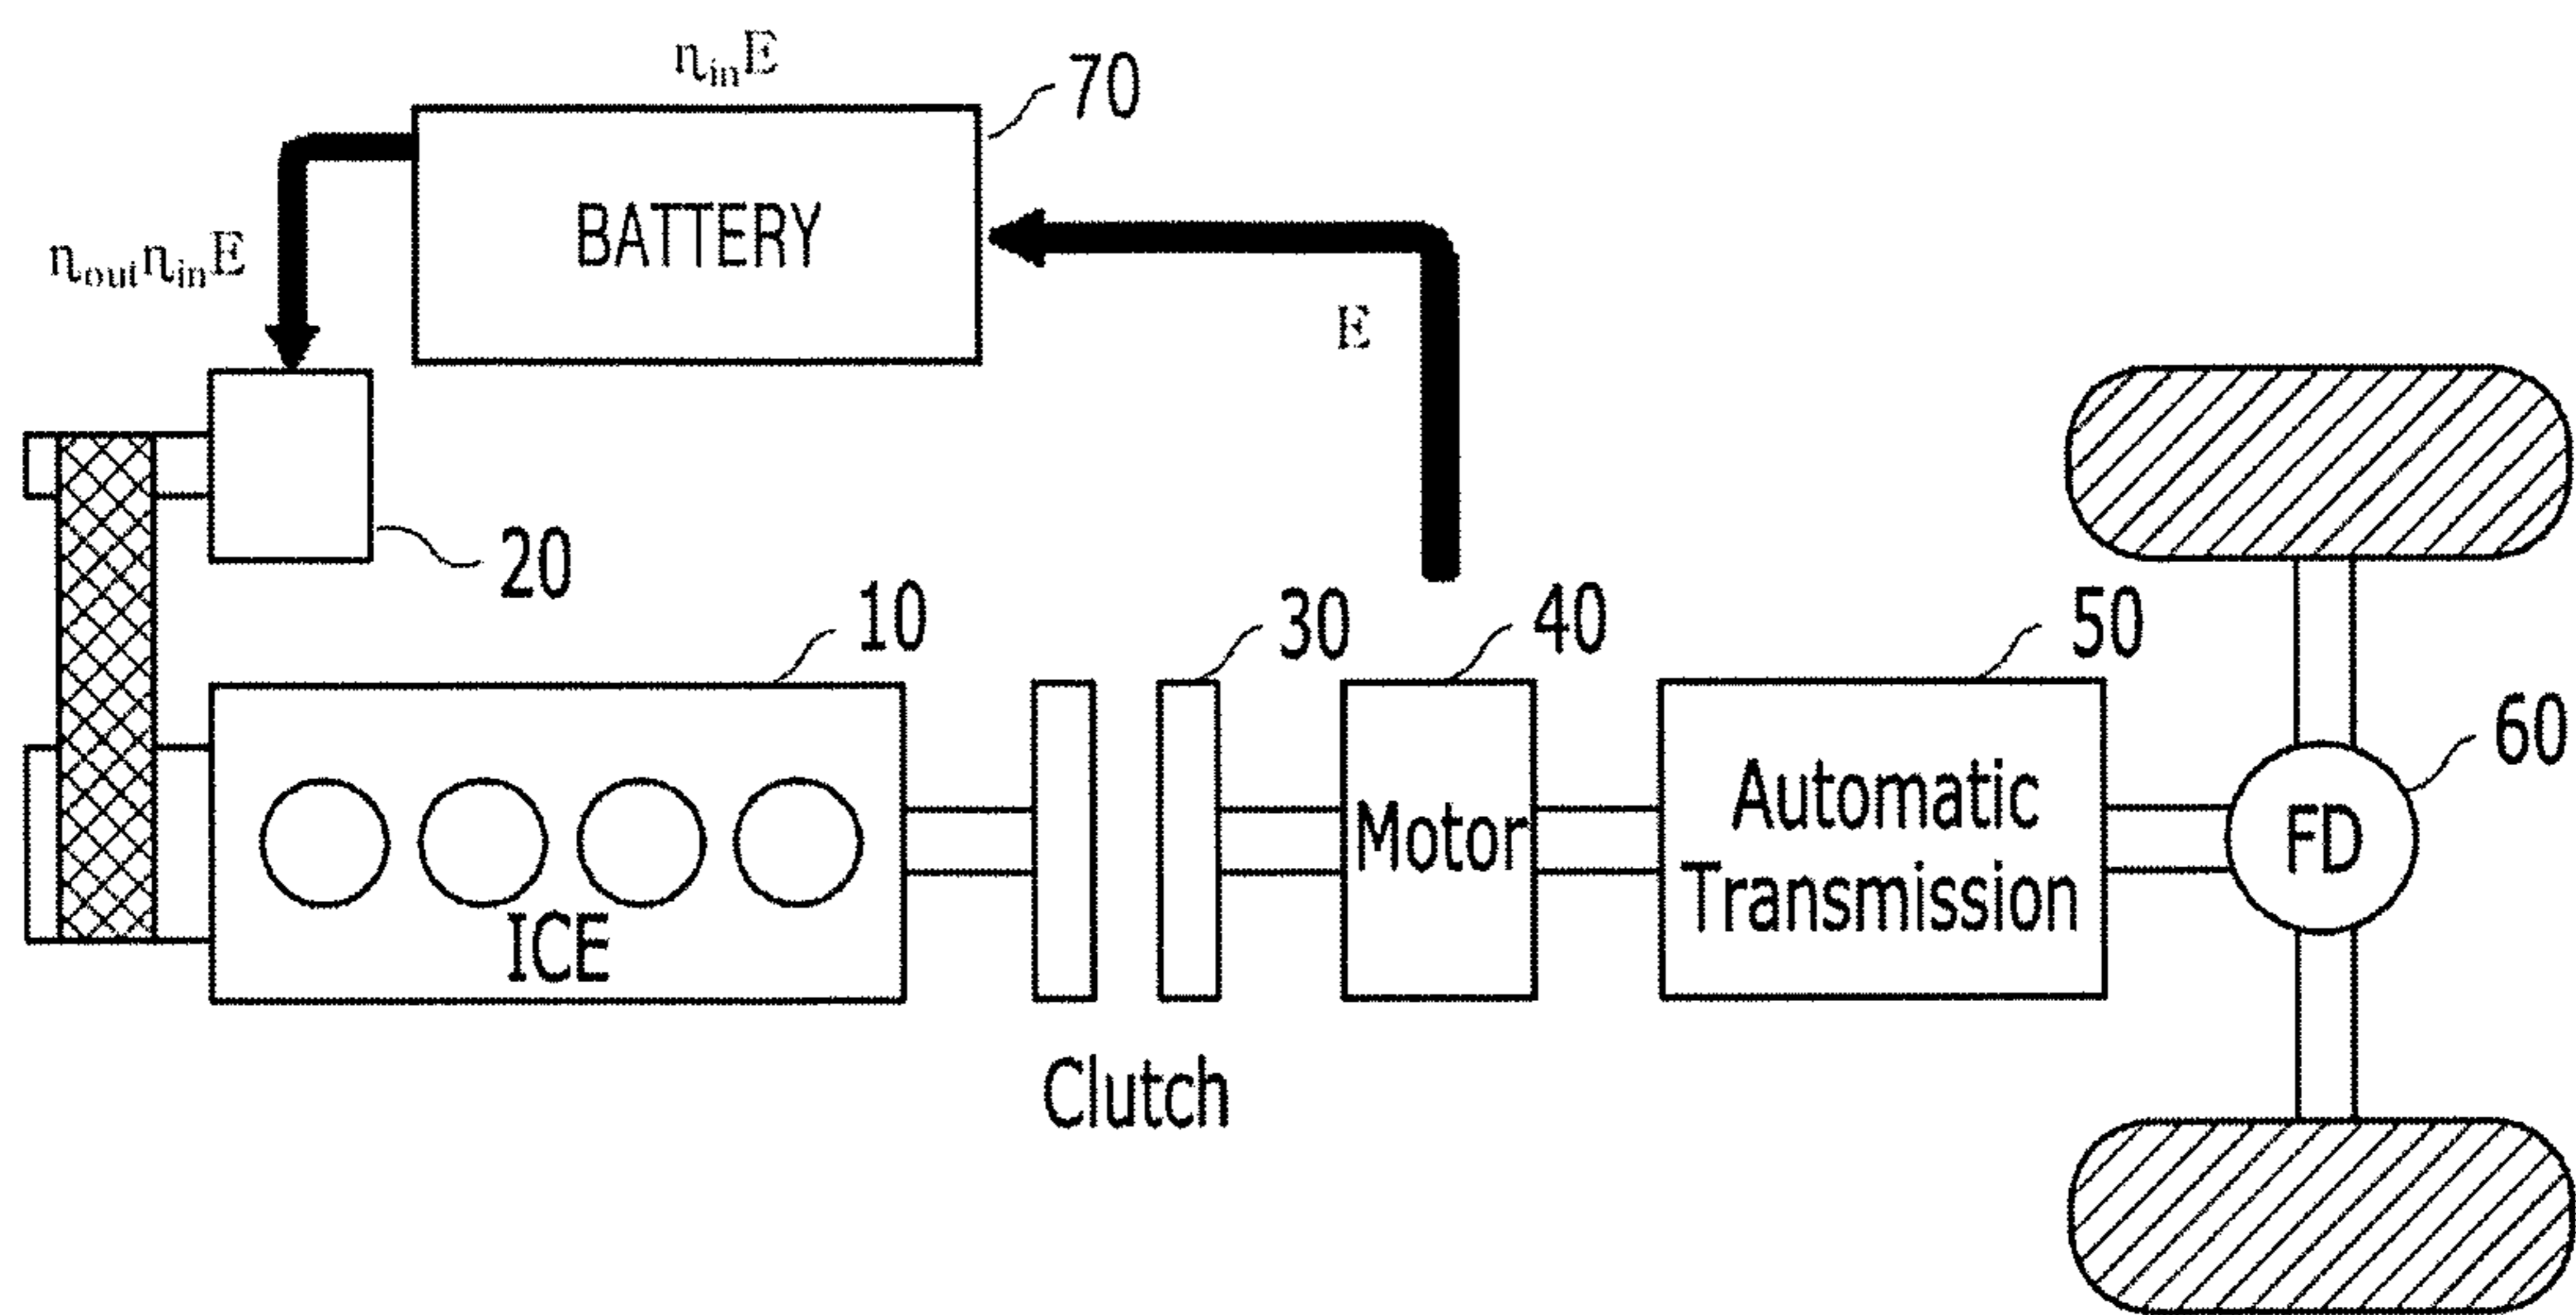 η_in E
70
BATTERY
η_out η_in E
E
20
10
30
40
50
60
Motor
Automatic
Transmission
FD
ICE
Clutch